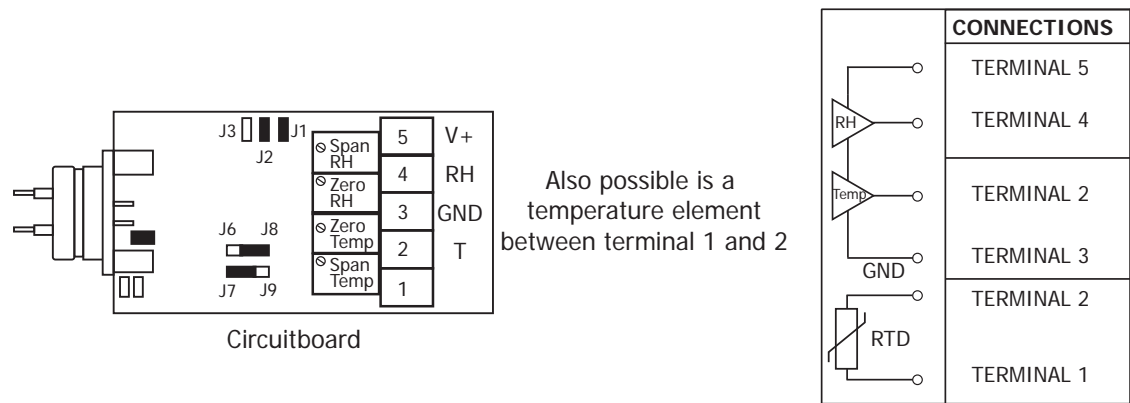 J3
J1
J2
J6 J8
J7 J9
Span
RH
Zero
RH
Zero
Temp
Span
Temp
5
4
3
2
1
V+
RH
GND
T
Circuitboard
Also possible is a
temperature element
between terminal 1 and 2
CONNECTIONS
TERMINAL 5
RH
TERMINAL 4
Temp
TERMINAL 2
TERMINAL 3
GND
TERMINAL 2
RTD
TERMINAL 1